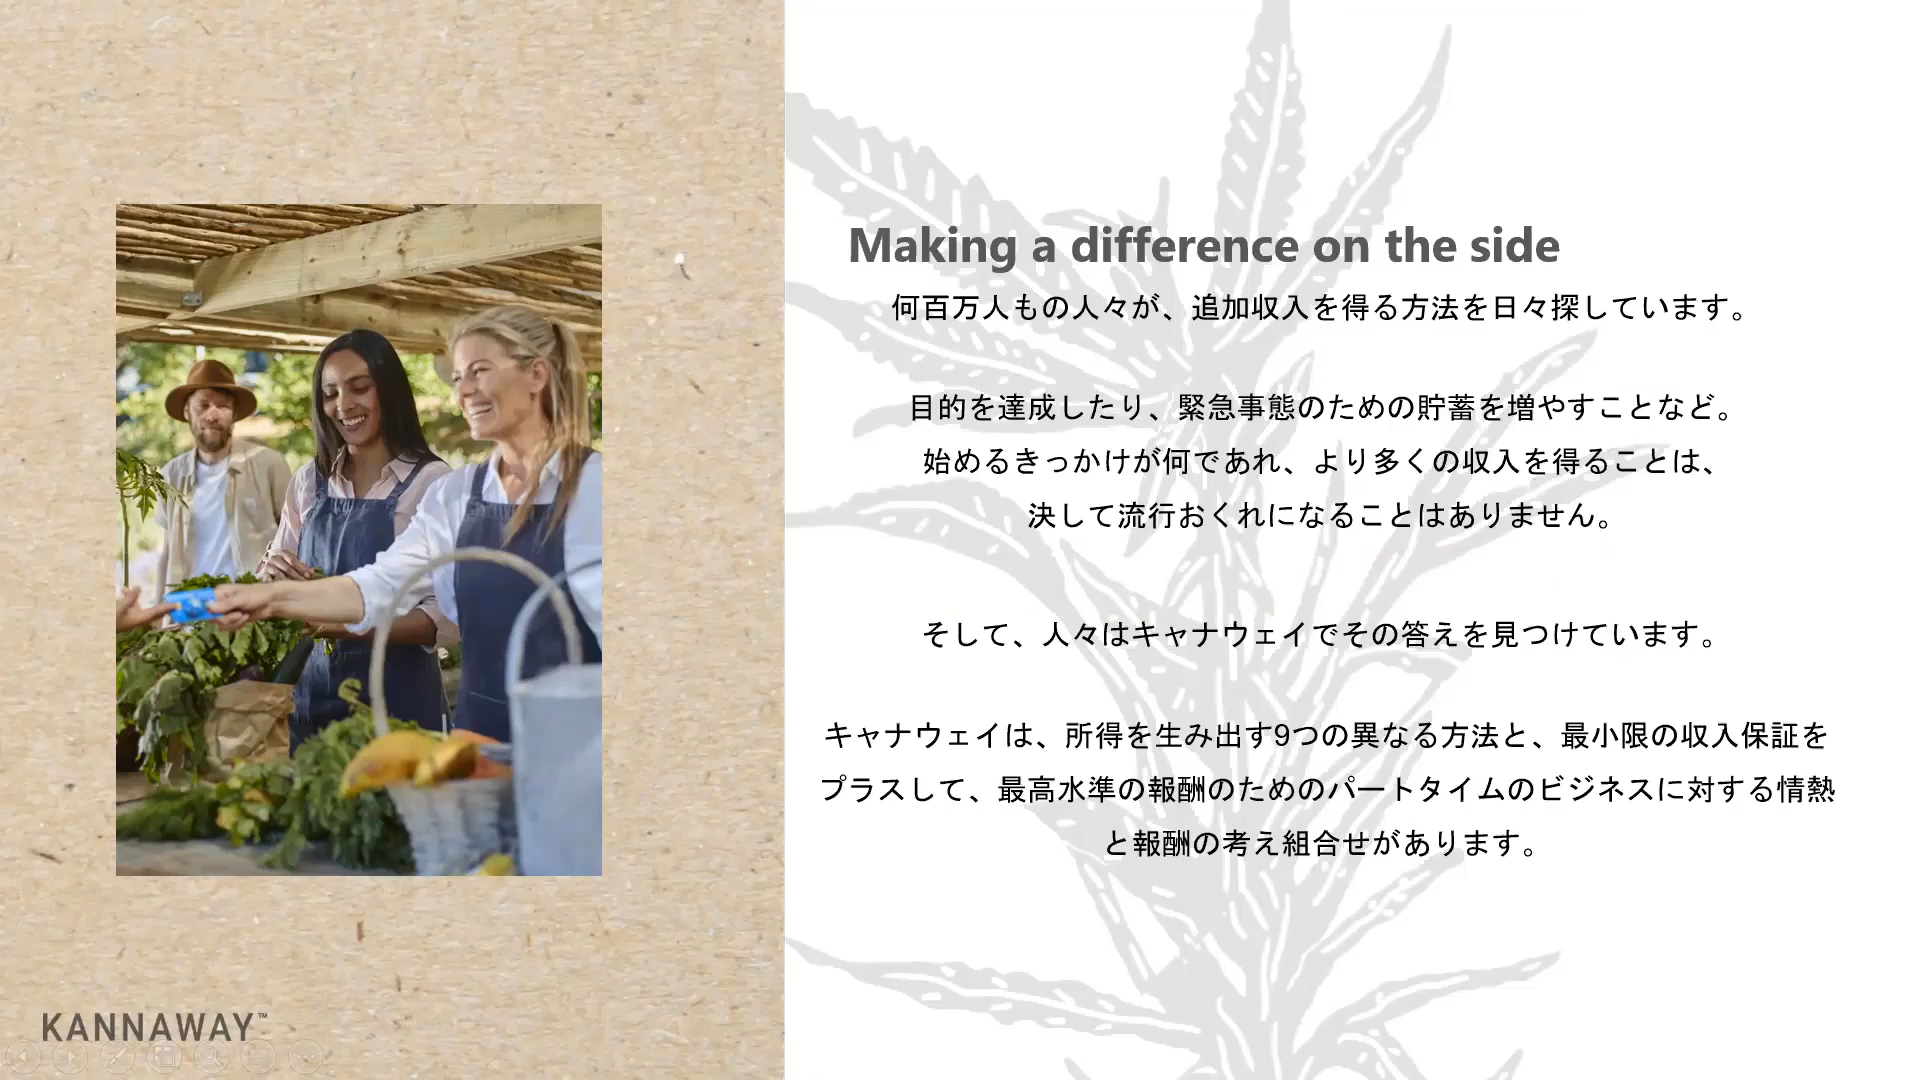 Making a difference on the side
何百万人もの人々が、追加収入を得る方法を日々探しています。
目的を達成したり、緊急事態のための貯蓄を増やすことなど。
始めるきっかけが何であれ、より多くの収入を得ることは、
決して流行おくれになることはありません。
そして、人々はキャナウェイでその答えを見つけています。
キャナウェイは、所得を生み出す9つの異なる方法と、最小限の収入保証を
プラスして、最高水準の報酬のためのパートタイムのビジネスに対する情熱
と報酬の考え組合せがあります。
KANNAWAY™